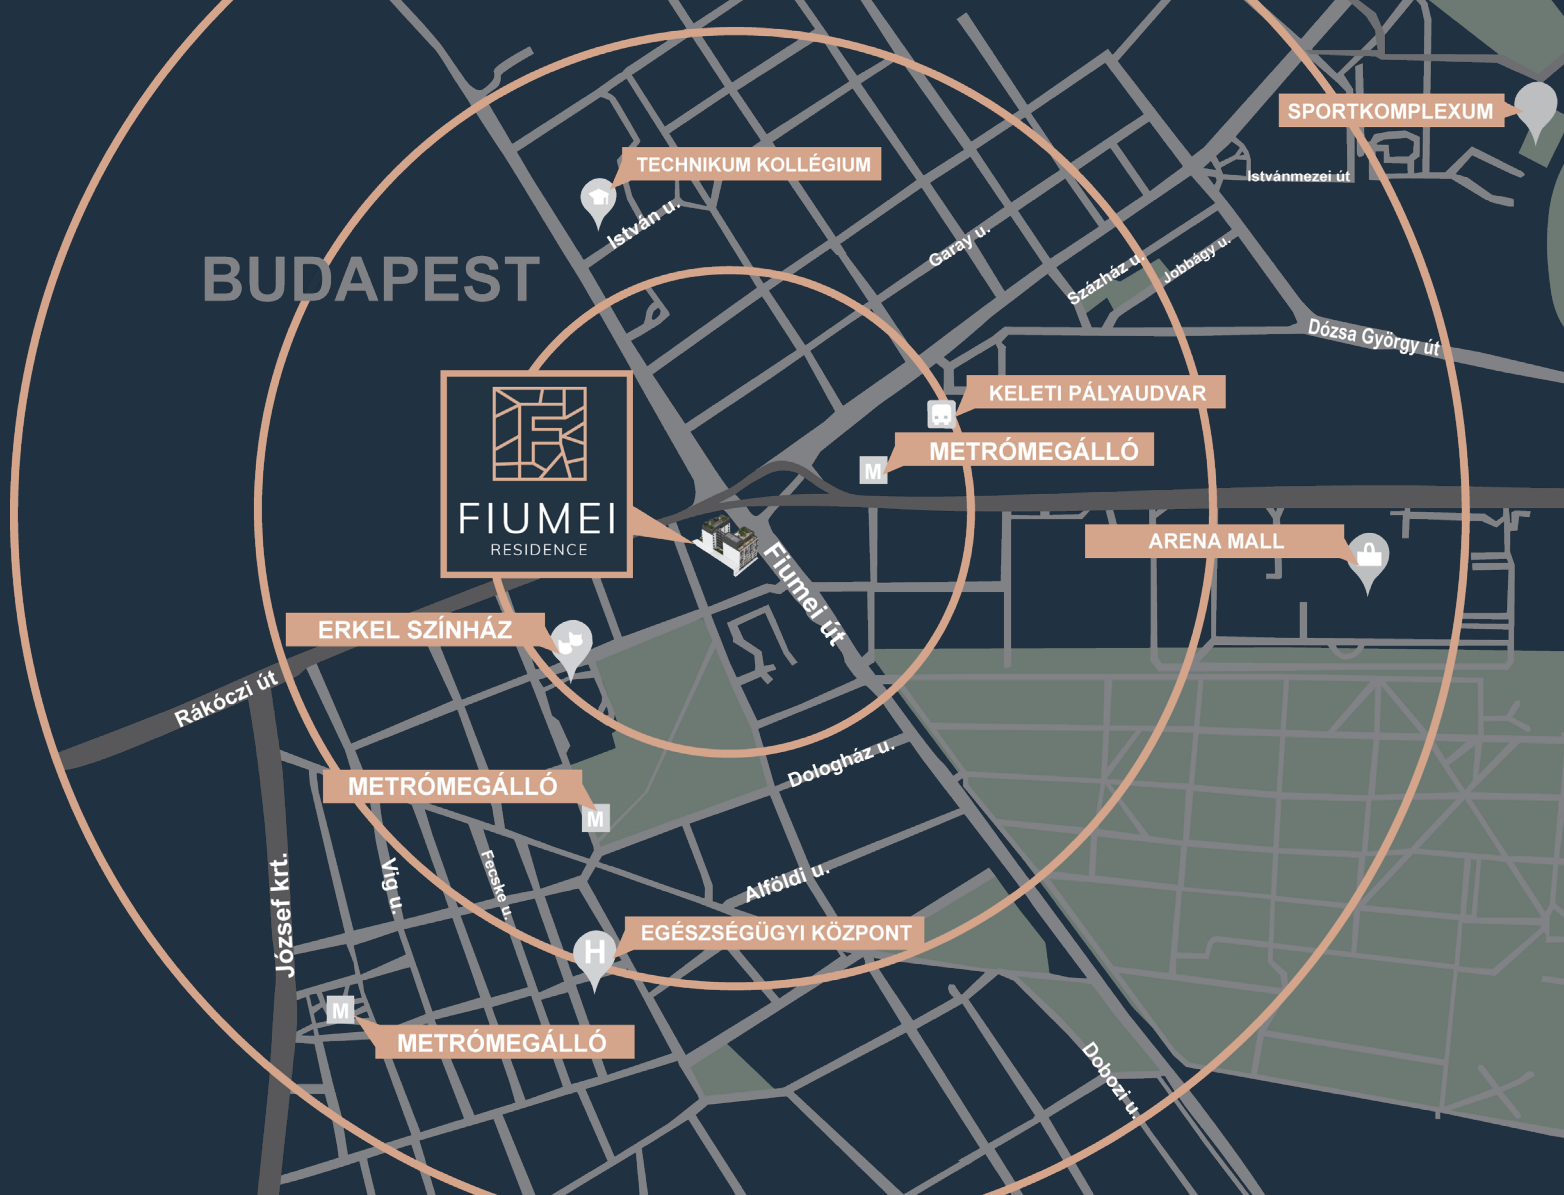 SPORTKOMPLEXUM
TECHNIKUM KOLLÉGIUM
Istvánmezei út
István u.
Garay u.
Százház u.
Jobbágy u.
BUDAPEST
Dózsa György út
KELETI PÁLYAUDVAR
METRÓMEGÁLLÓ
M
F
FIUMEI
RESIDENCE
ARENA MALL
Fiumei út
ERKEL SZÍNHÁZ
Rákóczi út
Dologház u.
METRÓMEGÁLLÓ
M
Vig u.
Fecske u.
Alföldi u.
József krt.
EGÉSZSÉGÜGYI KÖZPONT
H
M
METRÓMEGÁLLÓ
Dobozi u.